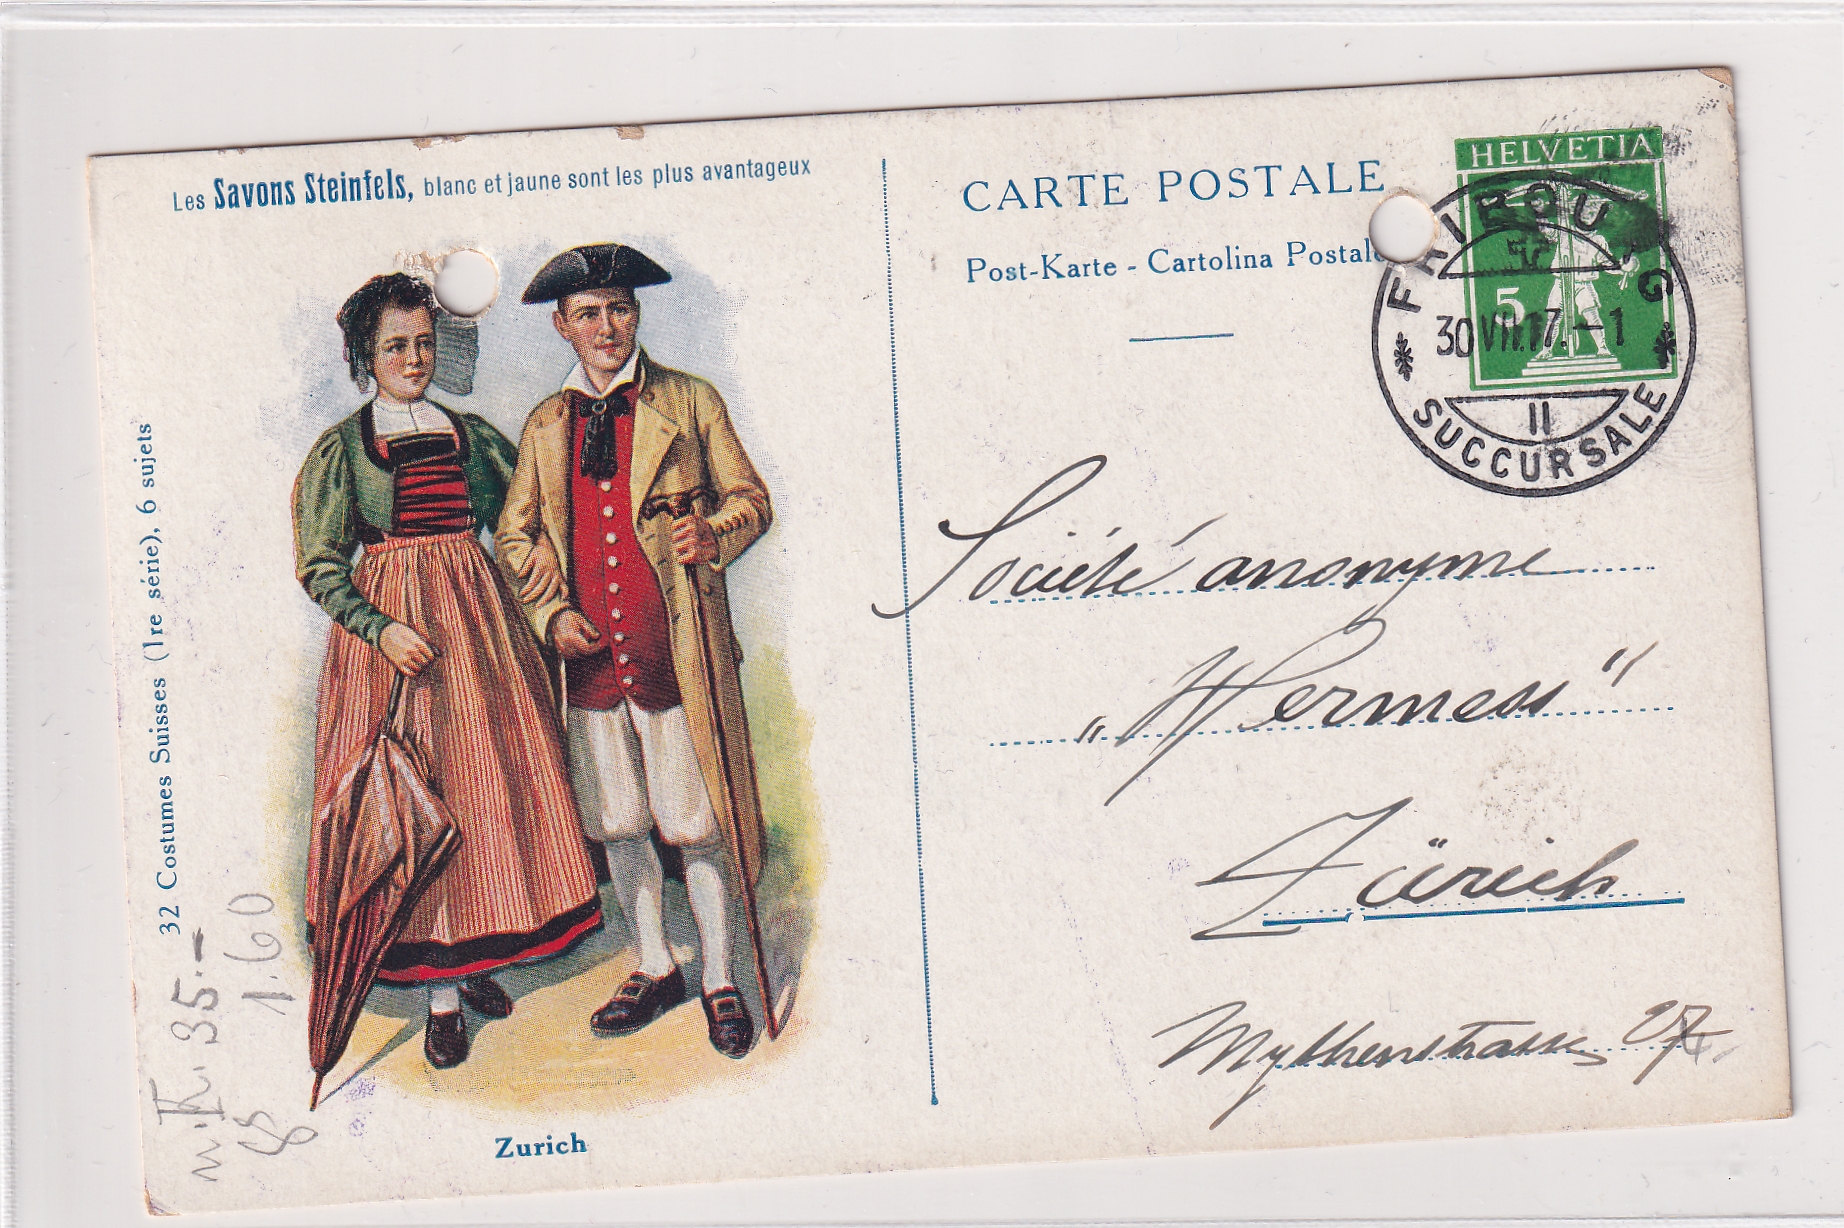 Les Savons Steinfels, blanc et jaune sont les plus avantageux
32 Costumes Suisses (1re série), 6 sujets
Zurich
m. K. 35.-
1.60
CARTE POSTALE
Post-Karte - Cartolina Postale
HELVETIA
5
FRIBOURG
30 VII.17.-1
II
SUCCURSALE
Société anonyme
„Hermess"
Zürich
Mythenstrasse